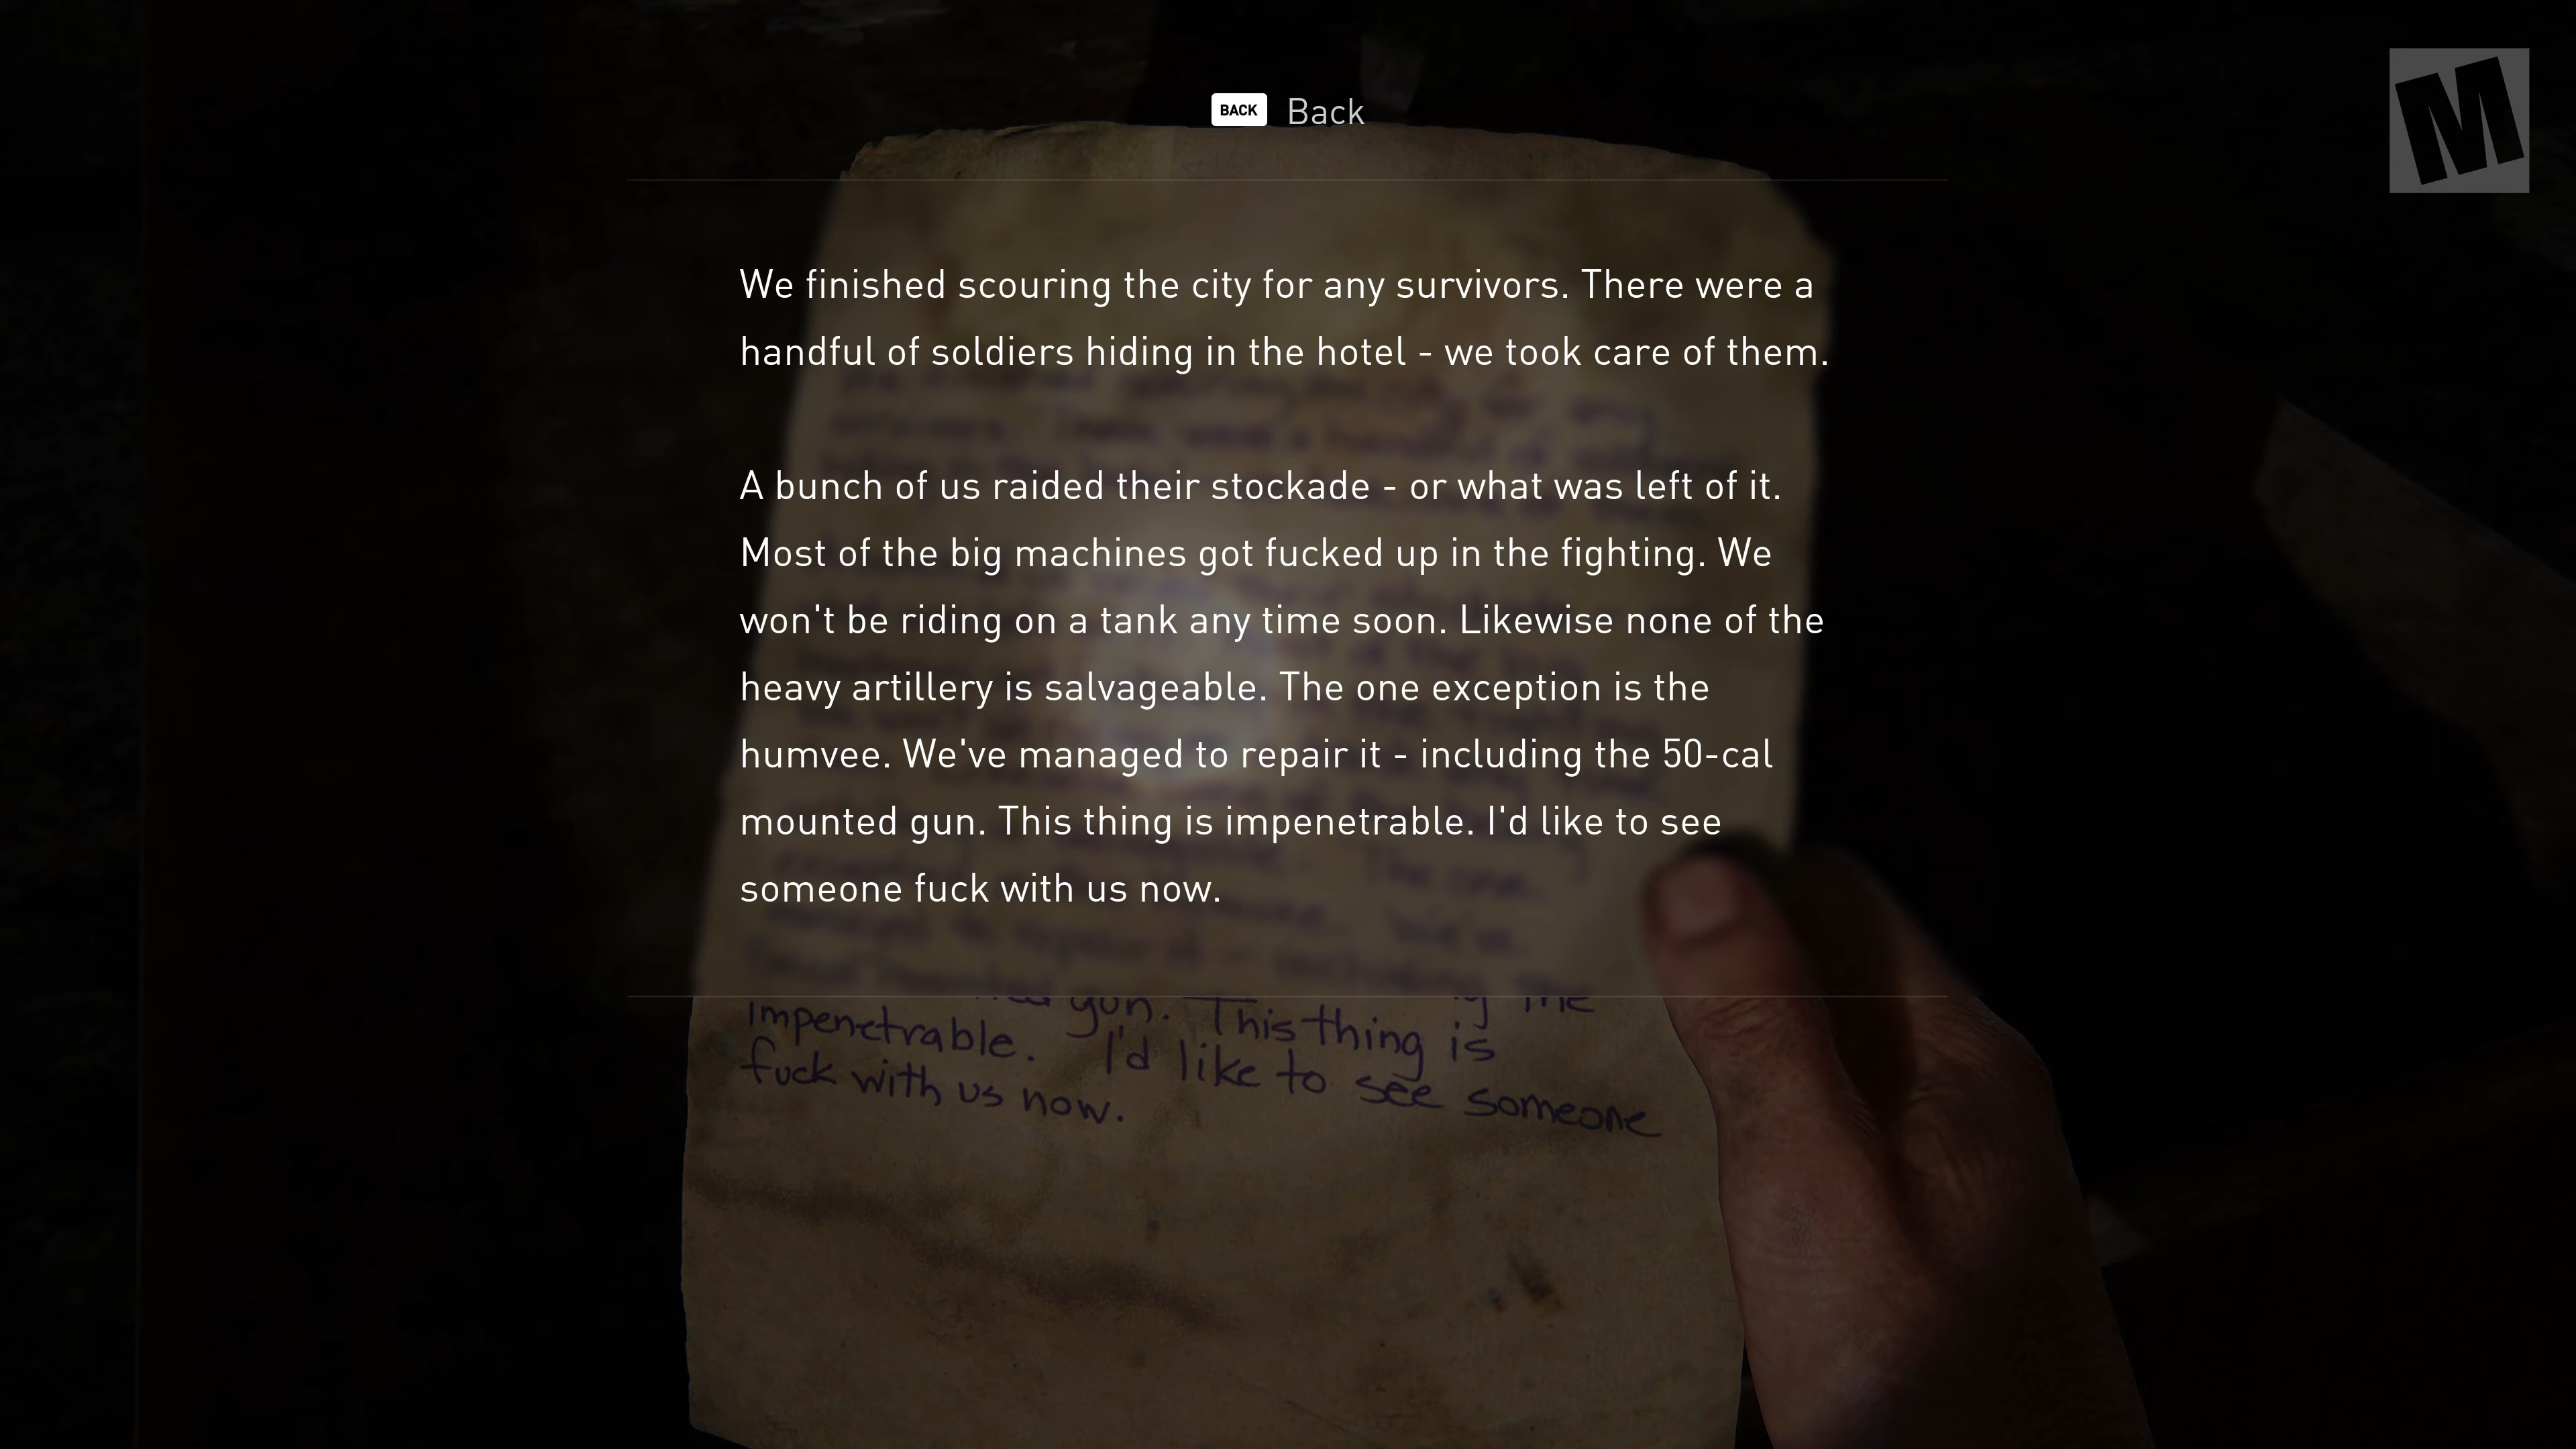 BACK Back
M
We finished scouring the city for any survivors. There were a
handful of soldiers hiding in the hotel - we took care of them.
A bunch of us raided their stockade - or what was left of it.
Most of the big machines got fucked up in the fighting. We
won't be riding on a tank any time soon. Likewise none of the
heavy artillery is salvageable. The one exception is the
humvee. We've managed to repair it - including the 50-cal
mounted gun. This thing is impenetrable. I'd like to see
someone fuck with us now.
gun. This thing is
impenetrable. I'd like to see someone
fuck with us now.